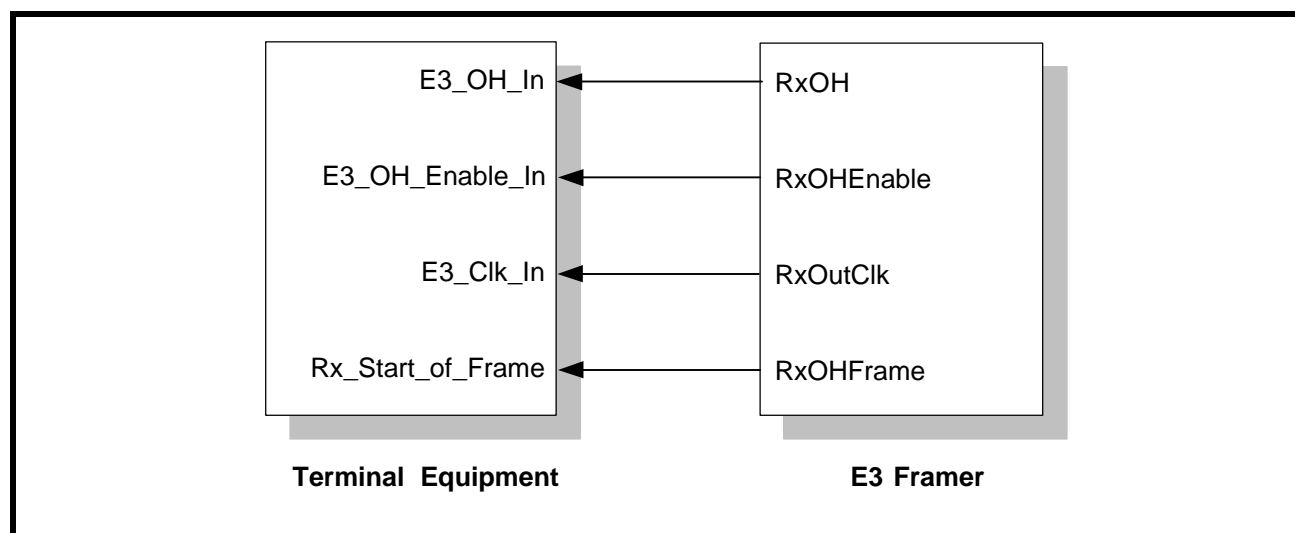 E3_OH_In
RxOH
E3_OH_Enable_In
RxOHEnable
E3_Clk_In
RxOutClk
Rx_Start_of_Frame
RxOHFrame
Terminal Equipment
E3 Framer